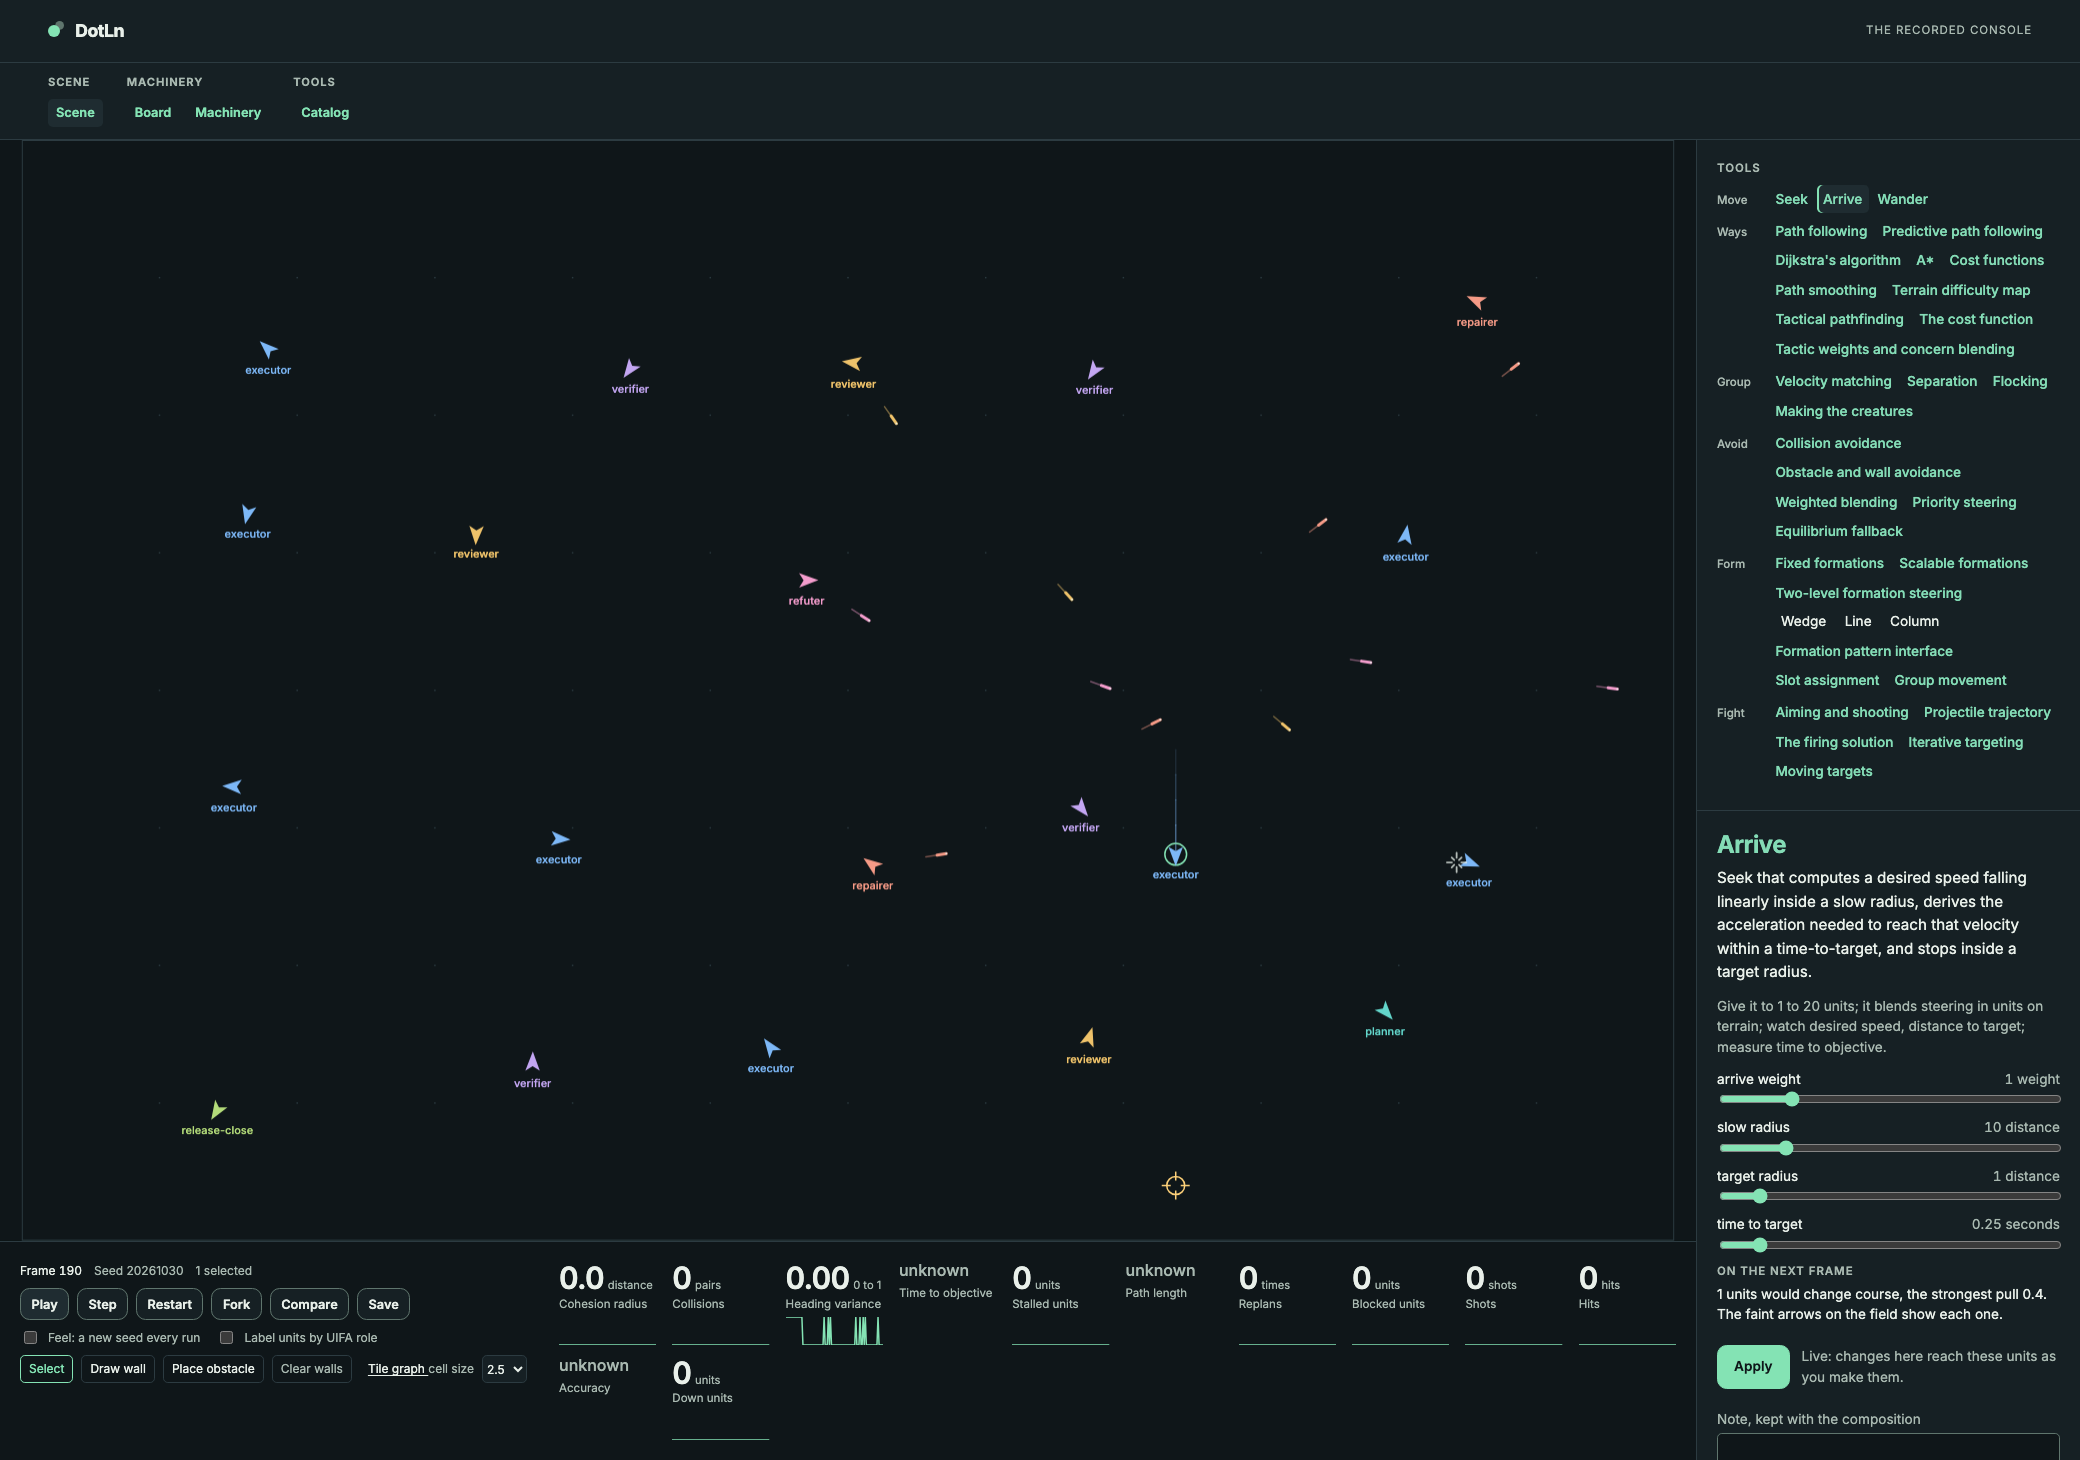 DotLn
THE RECORDED CONSOLE
SCENE MACHINERY TOOLS
Scene Board Machinery Catalog
repairer
executor
verifier
reviewer
verifier
executor
reviewer
executor
refuter
executor
verifier
executor
repairer
executor
executor
planner
verifier
executor
reviewer
release-close
TOOLS
Move Seek Arrive Wander
Ways Path following Predictive path following
Dijkstra's algorithm A* Cost functions
Path smoothing Terrain difficulty map
Tactical pathfinding The cost function
Tactic weights and concern blending
Group Velocity matching Separation Flocking
Making the creatures
Avoid Collision avoidance
Obstacle and wall avoidance
Weighted blending Priority steering
Equilibrium fallback
Form Fixed formations Scalable formations
Two-level formation steering
Wedge Line Column
Formation pattern interface
Slot assignment Group movement
Fight Aiming and shooting Projectile trajectory
The firing solution Iterative targeting
Moving targets
Arrive
Seek that computes a desired speed falling
linearly inside a slow radius, derives the
acceleration needed to reach that velocity
within a time-to-target, and stops inside a
target radius.
Give it to 1 to 20 units; it blends steering in units on
terrain; watch desired speed, distance to target;
measure time to objective.
arrive weight 1 weight
slow radius 10 distance
target radius 1 distance
time to target 0.25 seconds
ON THE NEXT FRAME
1 units would change course, the strongest pull 0.4.
The faint arrows on the field show each one.
Apply
Live: changes here reach these units as
you make them.
Note, kept with the composition
Frame 190 Seed 20261030 1 selected
Play Step Restart Fork Compare Save
Feel: a new seed every run Label units by UIFA role
Select Draw wall Place obstacle Clear walls Tile graph cell size 2.5
0.0 distance
Cohesion radius
0 pairs
Collisions
0.00 0 to 1
Heading variance
unknown
Time to objective
0 units
Stalled units
unknown
Path length
0 times
Replans
0 units
Blocked units
0 shots
Shots
0 hits
Hits
unknown
Accuracy
0 units
Down units